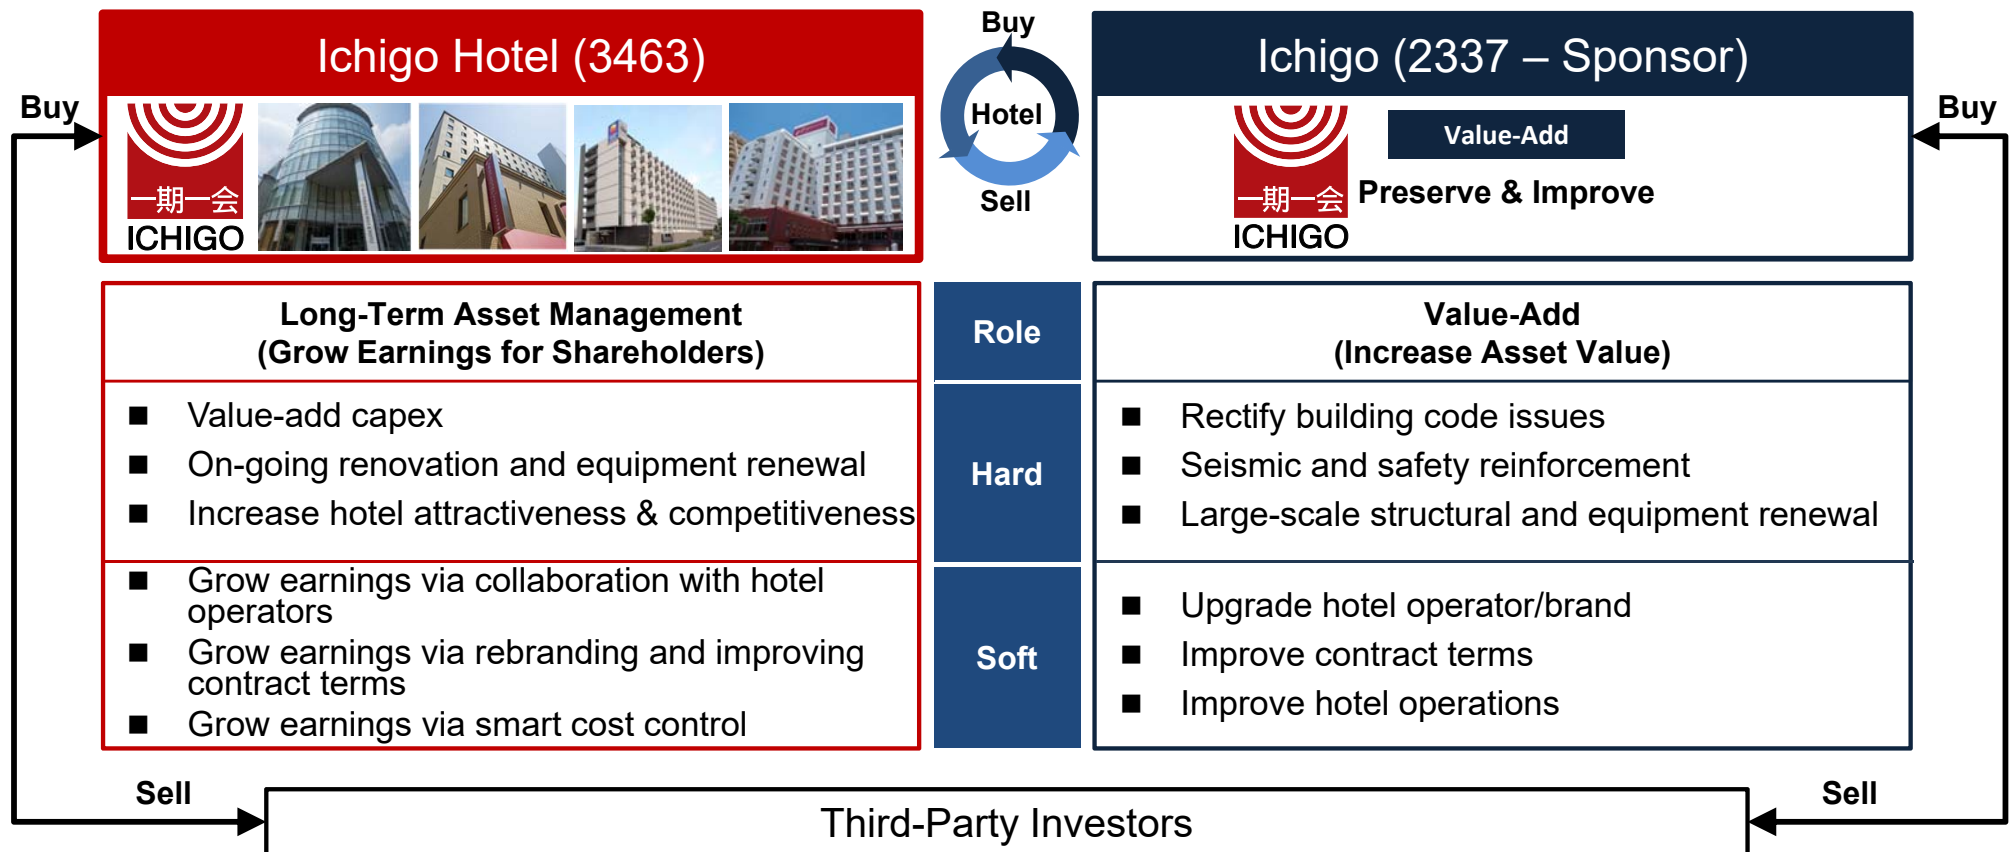 Ichigo Hotel (3463)
Buy
Hotel
Sell
Ichigo (2337 – Sponsor)
Buy
一期一会
ICHIGO
一期一会
ICHIGO
Value-Add
Preserve & Improve
Buy
Long-Term Asset Management
(Grow Earnings for Shareholders)
Role
Value-Add
(Increase Asset Value)
■ Value-add capex
■ On-going renovation and equipment renewal
■ Increase hotel attractiveness & competitiveness
Hard
■ Rectify building code issues
■ Seismic and safety reinforcement
■ Large-scale structural and equipment renewal
■ Grow earnings via collaboration with hotel
operators
■ Grow earnings via rebranding and improving
contract terms
■ Grow earnings via smart cost control
Soft
■ Upgrade hotel operator/brand
■ Improve contract terms
■ Improve hotel operations
Sell
Third-Party Investors
Sell